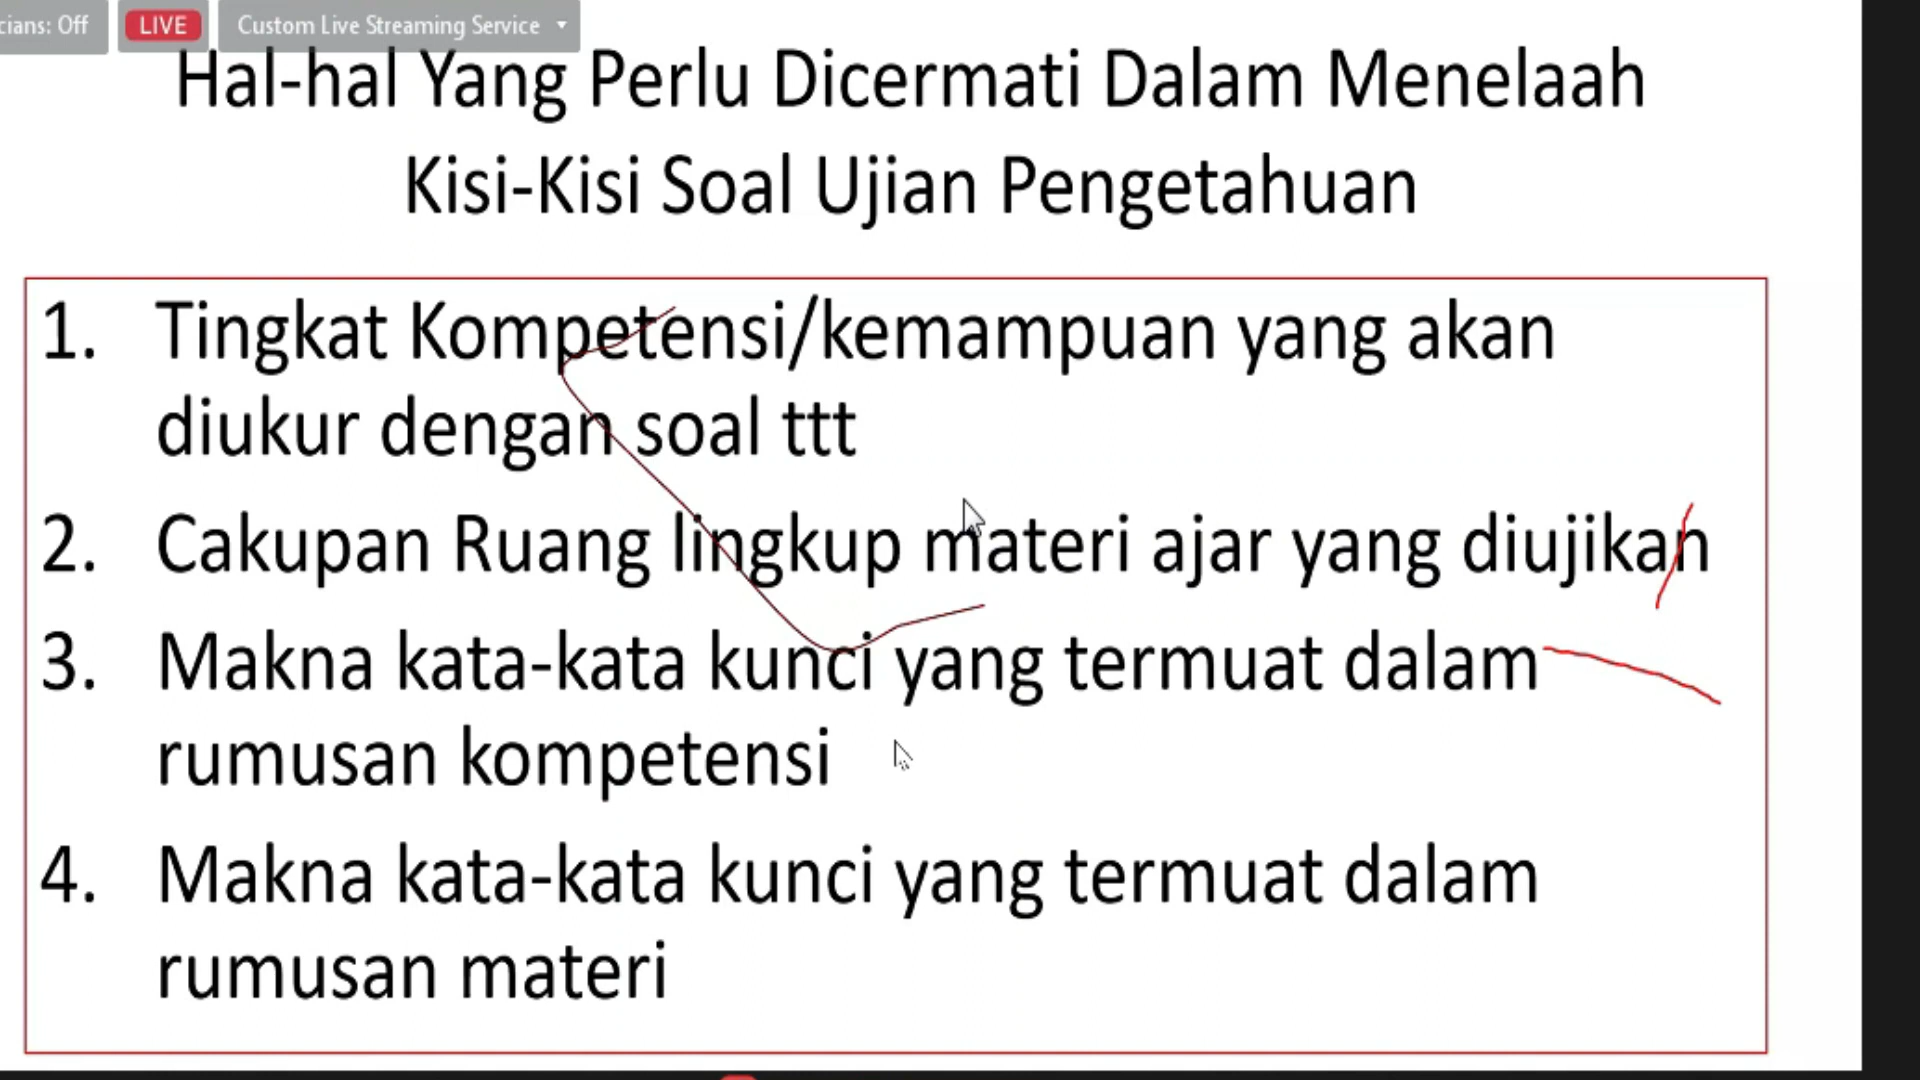 cians: Off
LIVE
Custom Live Streaming Service
Hal-hal Yang Perlu Dicermati Dalam Menelaah
Kisi-Kisi Soal Ujian Pengetahuan
1. Tingkat Kompetensi/kemampuan yang akan
diukur dengan soal ttt
2. Cakupan Ruang lingkup materi ajar yang diujikan
3. Makna kata-kata kunci yang termuat dalam
rumusan kompetensi
4. Makna kata-kata kunci yang termuat dalam
rumusan materi